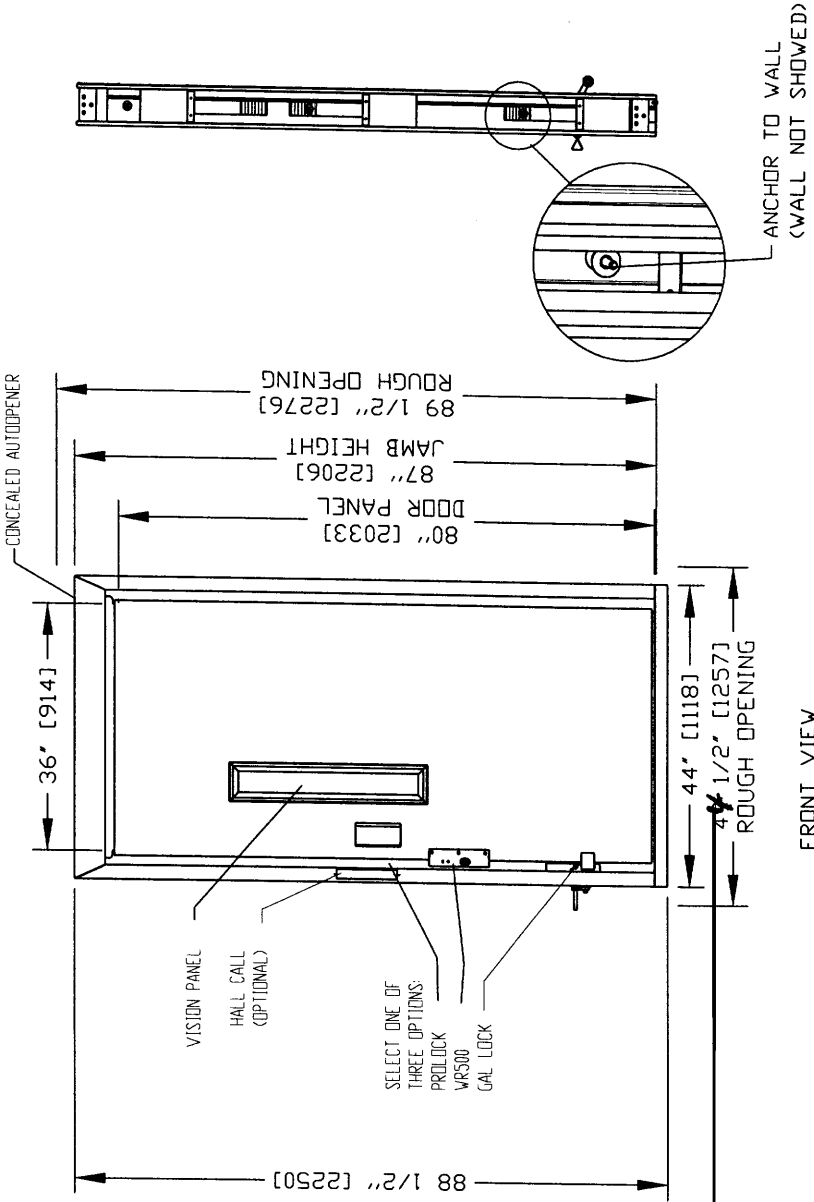 CONCEALED AUTOOPENER
36" [914]
VISION PANEL
HALL CALL
(OPTIONAL)
SELECT ONE OF
THREE OPTIONS:
PROLOCK
WR500
GAL LOCK
88 1/2" [2250]
80" [2033]
DOOR PANEL
87" [2206]
JAMB HEIGHT
89 1/2" [2276]
ROUGH OPENING
44" [1118]
1/2" [1257]
ROUGH OPENING
FRONT VIEW
ANCHOR TO WALL
(WALL NOT SHOWED)